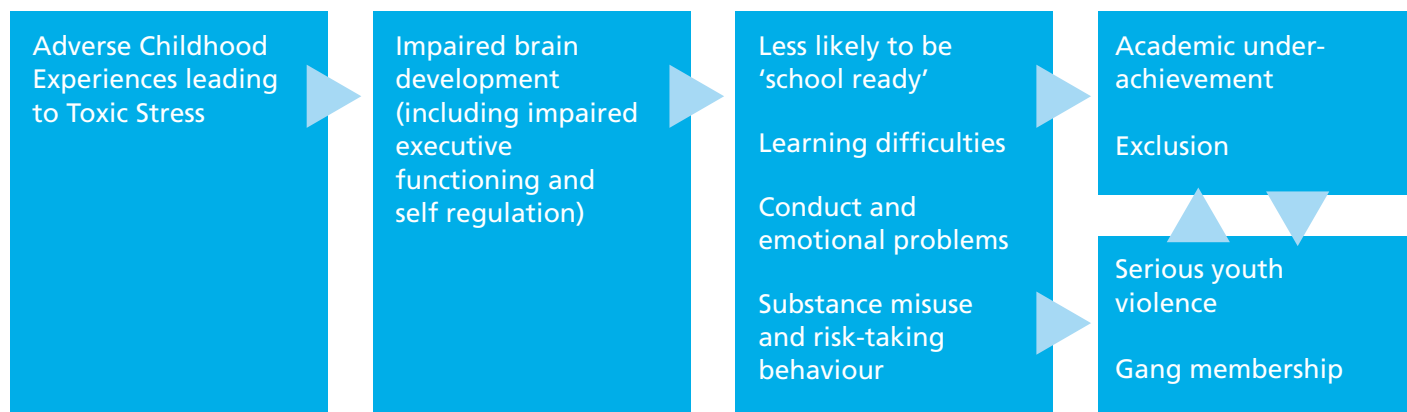 Adverse Childhood
Experiences leading
to Toxic Stress
Impaired brain
development
(including impaired
executive
functioning and
self regulation)
Less likely to be
‘school ready’
Learning difficulties
Conduct and
emotional problems
Substance misuse
and risk-taking
behaviour
Academic under-
achievement
Exclusion
Serious youth
violence
Gang membership